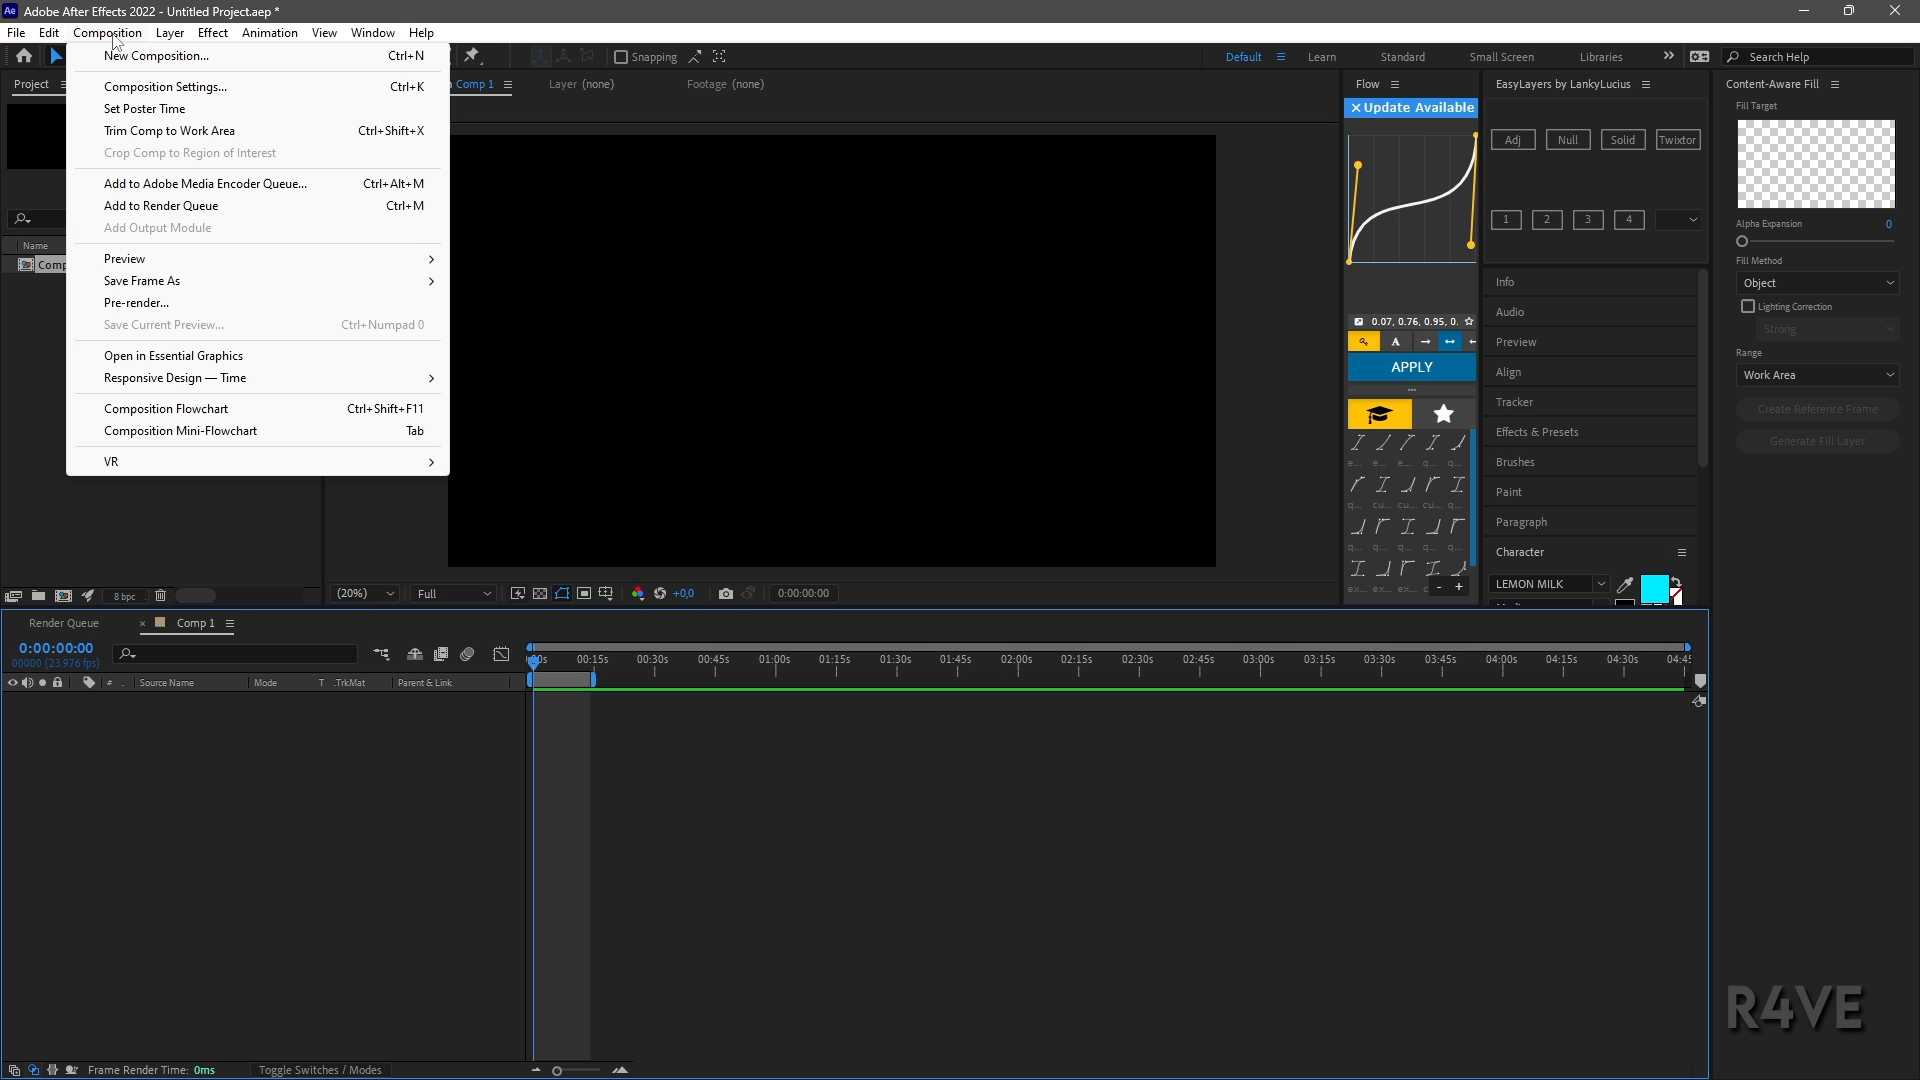 Ae Adobe After Effects 2022 - Untitled Project.aep *
File Edit Composition Layer Effect Animation View Window Help
New Composition... Ctrl+N
Composition Settings... Ctrl+K
Set Poster Time
Trim Comp to Work Area Ctrl+Shift+X
Crop Comp to Region of Interest
Add to Adobe Media Encoder Queue... Ctrl+Alt+M
Add to Render Queue Ctrl+M
Add Output Module
Preview
Save Frame As
Pre-render...
Save Current Preview... Ctrl+Numpad 0
Open in Essential Graphics
Responsive Design — Time
Composition Flowchart Ctrl+Shift+F11
Composition Mini-Flowchart Tab
VR
Snapping
Default Learn Standard Small Screen Libraries Search Help
Project
Name
Comp
Comp 1 Layer (none) Footage (none)
8 bpc
(20%) Full +0,0 0:00:00:00
Flow
Update Available
0.07, 0.76, 0.95, 0.
A
APPLY
e... e... e... q... q...
q... cu... cu... cu... q...
q... q... q... q... q...
ex... ex... ex... c... - +
EasyLayers by LankyLucius
Adj Null Solid Twixtor
1 2 3 4
Info
Audio
Preview
Align
Tracker
Effects & Presets
Brushes
Paint
Paragraph
Character
LEMON MILK
Content-Aware Fill
Fill Target
Alpha Expansion 0
Fill Method
Object
Lighting Correction
Strong
Range
Work Area
Create Reference Frame
Generate Fill Layer
Render Queue × Comp 1
0:00:00:00
00000 (23.976 fps)
# Source Name Mode T .TrkMat Parent & Link
00:15s 00:30s 00:45s 01:00s 01:15s 01:30s 01:45s 02:00s 02:15s 02:30s 02:45s 03:00s 03:15s 03:30s 03:45s 04:00s 04:15s 04:30s 04:45
Frame Render Time: 0ms Toggle Switches / Modes
R4VE